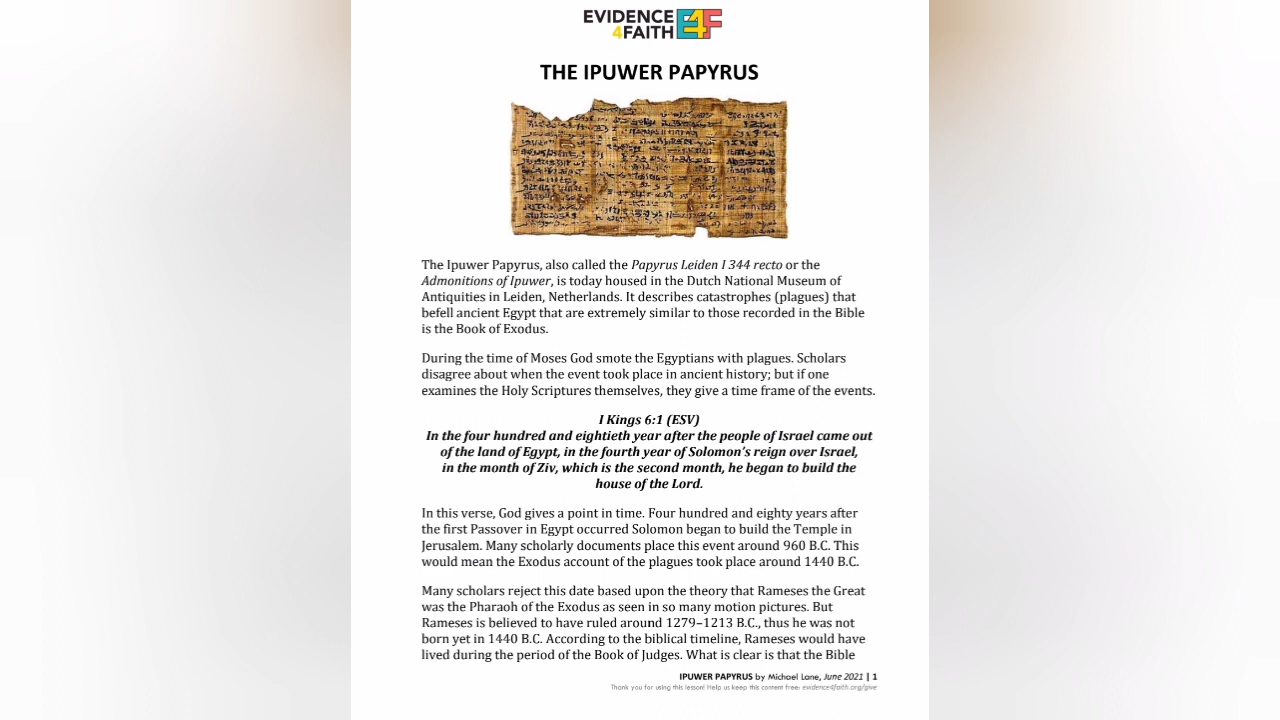 EVIDENCE
4FAITH E4F
THE IPUWER PAPYRUS
The Ipuwer Papyrus, also called the Papyrus Leiden I 344 recto or the
Admonitions of Ipuwer, is today housed in the Dutch National Museum of
Antiquities in Leiden, Netherlands. It describes catastrophes (plagues) that
befell ancient Egypt that are extremely similar to those recorded in the Bible
is the Book of Exodus.
During the time of Moses God smote the Egyptians with plagues. Scholars
disagree about when the event took place in ancient history; but if one
examines the Holy Scriptures themselves, they give a time frame of the events.
I Kings 6:1 (ESV)
In the four hundred and eightieth year after the people of Israel came out
of the land of Egypt, in the fourth year of Solomon's reign over Israel,
in the month of Ziv, which is the second month, he began to build the
house of the Lord.
In this verse, God gives a point in time. Four hundred and eighty years after
the first Passover in Egypt occurred Solomon began to build the Temple in
Jerusalem. Many scholarly documents place this event around 960 B.C. This
would mean the Exodus account of the plagues took place around 1440 B.C.
Many scholars reject this date based upon the theory that Rameses the Great
was the Pharaoh of the Exodus as seen in so many motion pictures. But
Rameses is believed to have ruled around 1279–1213 B.C., thus he was not
born yet in 1440 B.C. According to the biblical timeline, Rameses would have
lived during the period of the Book of Judges. What is clear is that the Bible
IPUWER PAPYRUS by Michael Lane, June 2021 | 1
Thank you for using this lesson! Help us keep this content free: evidence4faith.org/give